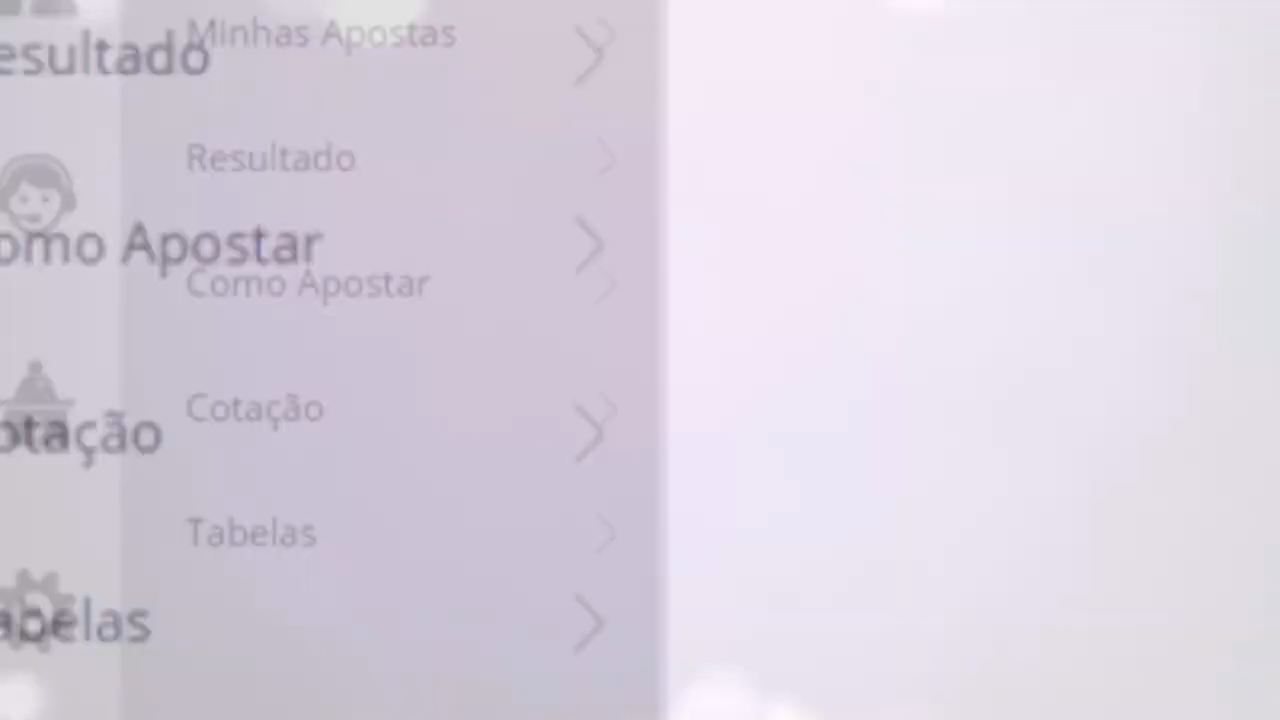 Minhas Apostas
esultado
Resultado
omo Apostar
Como Apostar
Cotação
otação
Tabelas
abelas